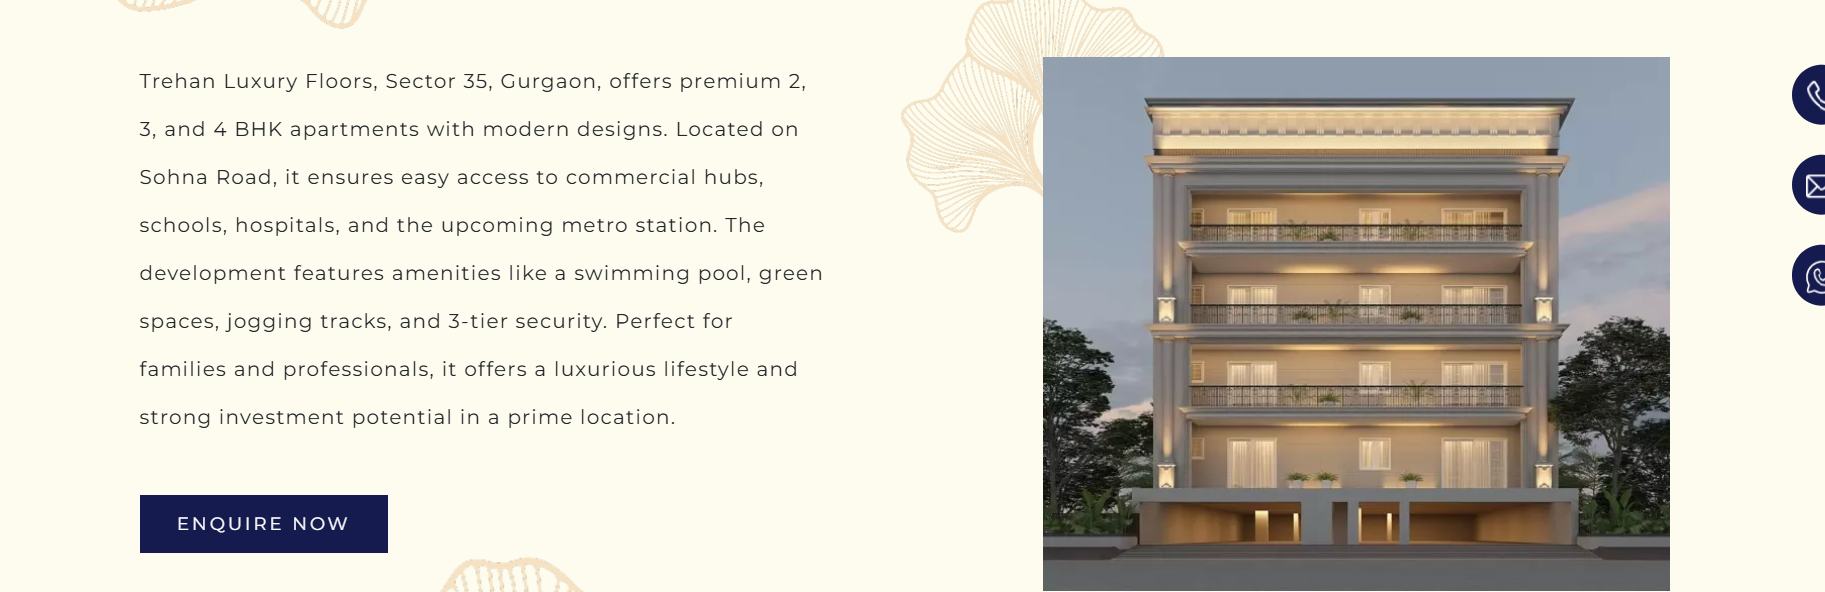 Trehan Luxury Floors, Sector 35, Gurgaon, offers premium 2,
3, and 4 BHK apartments with modern designs. Located on
Sohna Road, it ensures easy access to commercial hubs,
schools, hospitals, and the upcoming metro station. The
development features amenities like a swimming pool, green
spaces, jogging tracks, and 3-tier security. Perfect for
families and professionals, it offers a luxurious lifestyle and
strong investment potential in a prime location.
ENQUIRE NOW